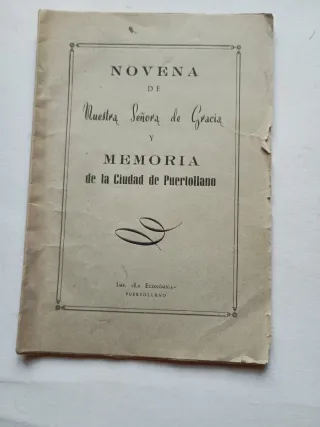 NOVENA
DE
Nuestra Señora de Gracia
Y
MEMORIA
de la Ciudad de Puertollano
IMP. «LA ECONÓMICA»
PUERTOLLANO